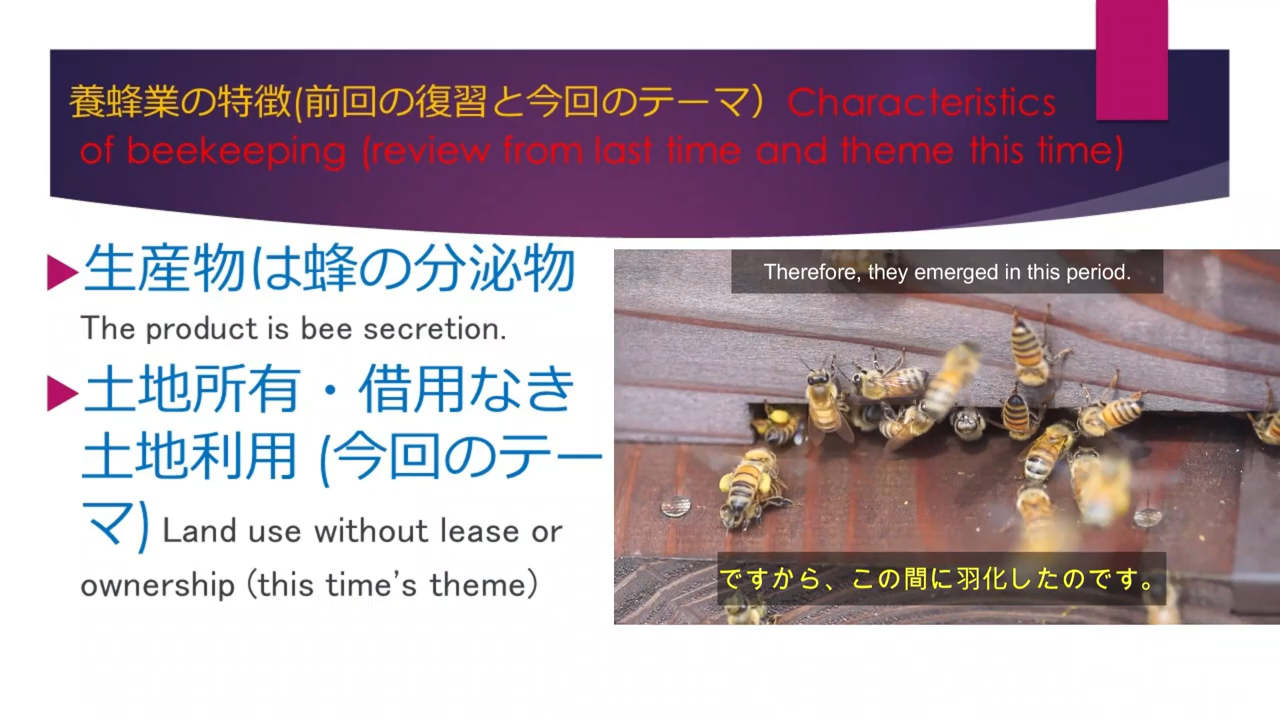 養蜂業の特徴(前回の復習と今回のテーマ）Characteristics
of beekeeping (review from last time and theme this time)
生産物は蜂の分泌物
The product is bee secretion.
土地所有・借用なき
土地利用 (今回のテー
マ) Land use without lease or
ownership (this time’s theme)
Therefore, they emerged in this period.
ですから、この間に羽化したのです。